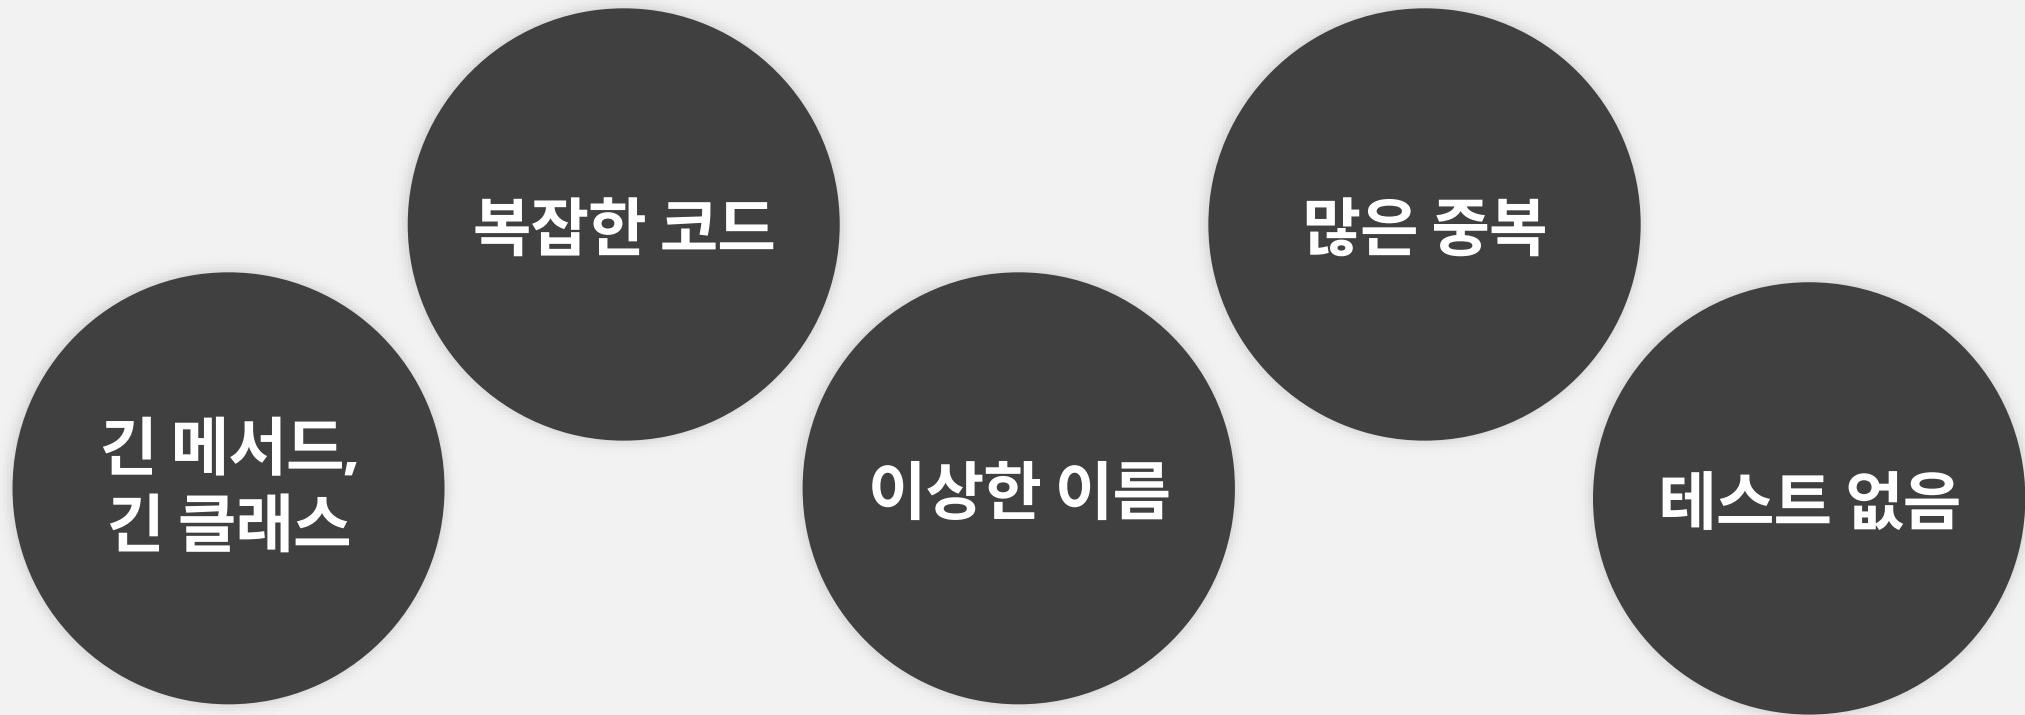 긴 메서드,
긴 클래스
복잡한 코드
이상한 이름
많은 중복
테스트 없음